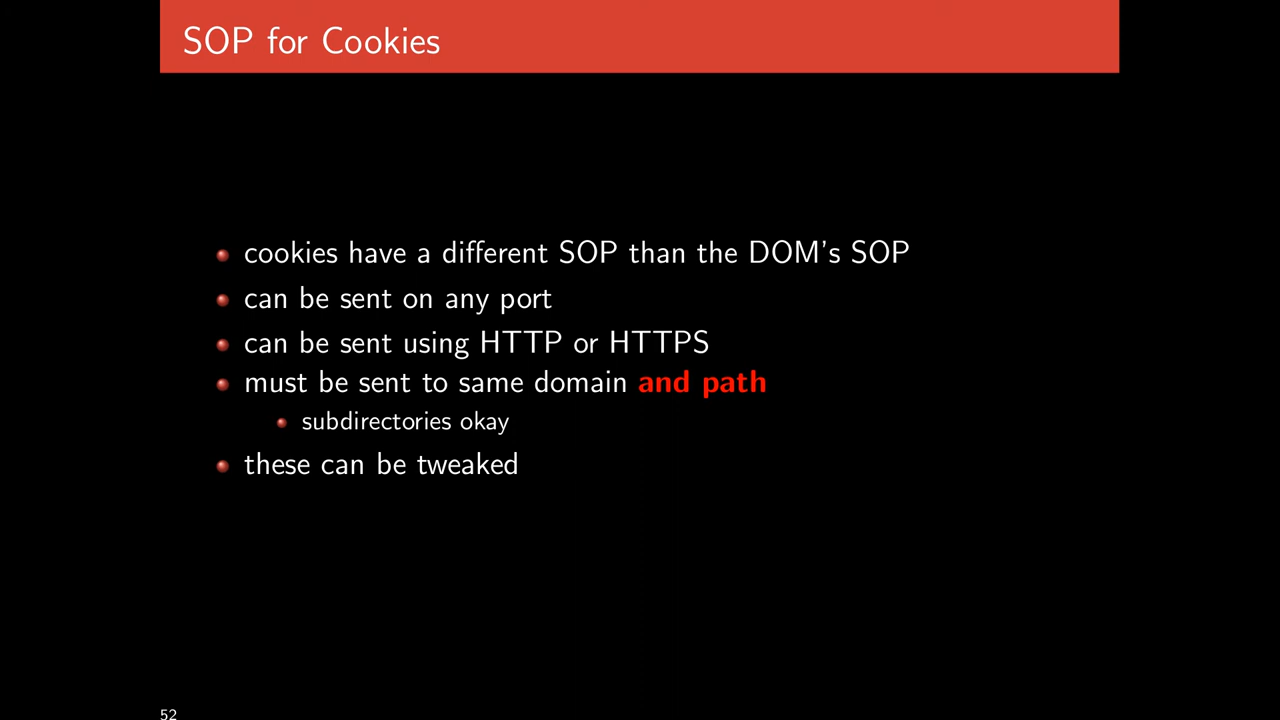 SOP for Cookies
cookies have a different SOP than the DOM's SOP
can be sent on any port
can be sent using HTTP or HTTPS
must be sent to same domain and path
subdirectories okay
these can be tweaked
52